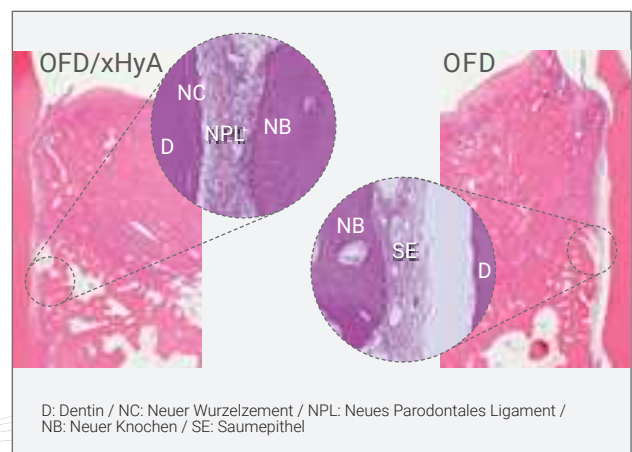 OFD/xHyA
OFD
NC
NPL
NB
D
NB
SE
D
D: Dentin / NC: Neuer Wurzelzement / NPL: Neues Parodontales Ligament /
NB: Neuer Knochen / SE: Saumepithel